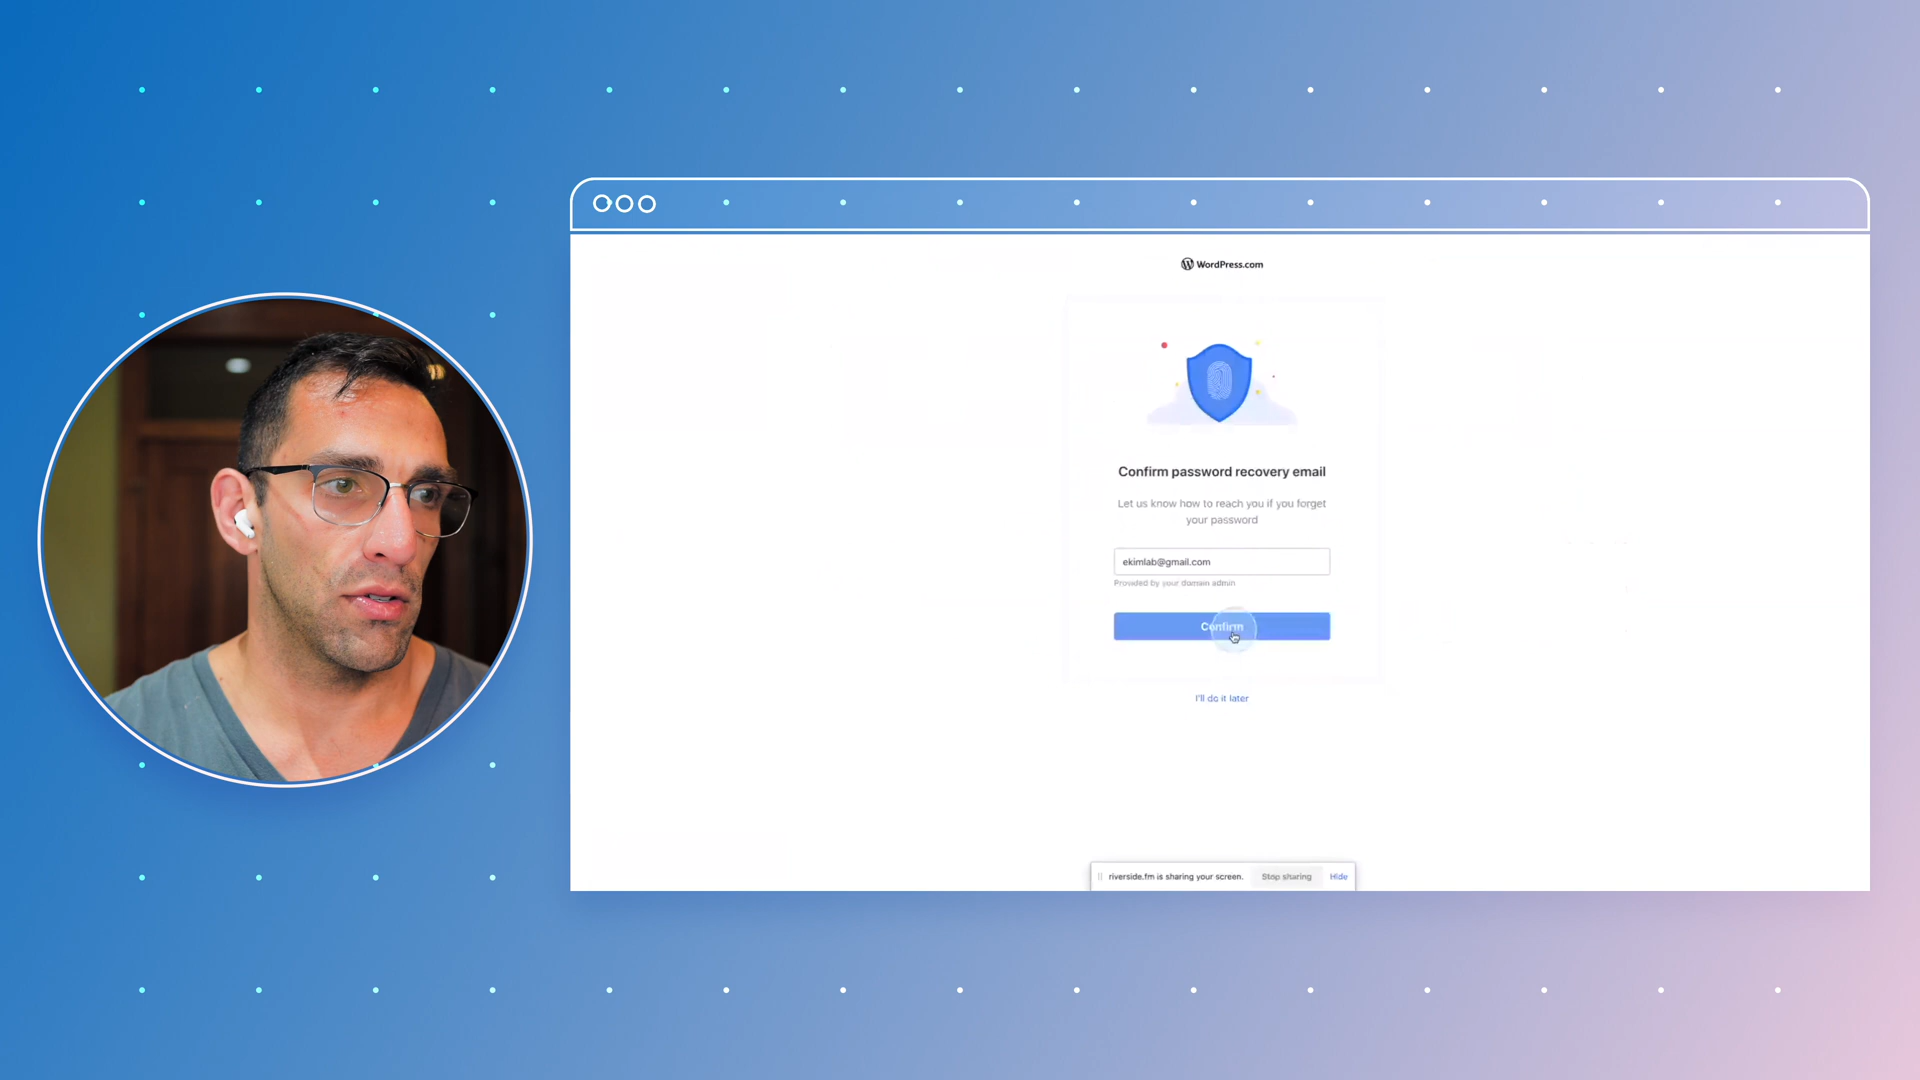 WordPress.com
Confirm password recovery email
Let us know how to reach you if you forget
your password
ekimlab@gmail.com
Provided by your domain admin
Confirm
I'll do it later
riverside.fm is sharing your screen. Stop sharing Hide